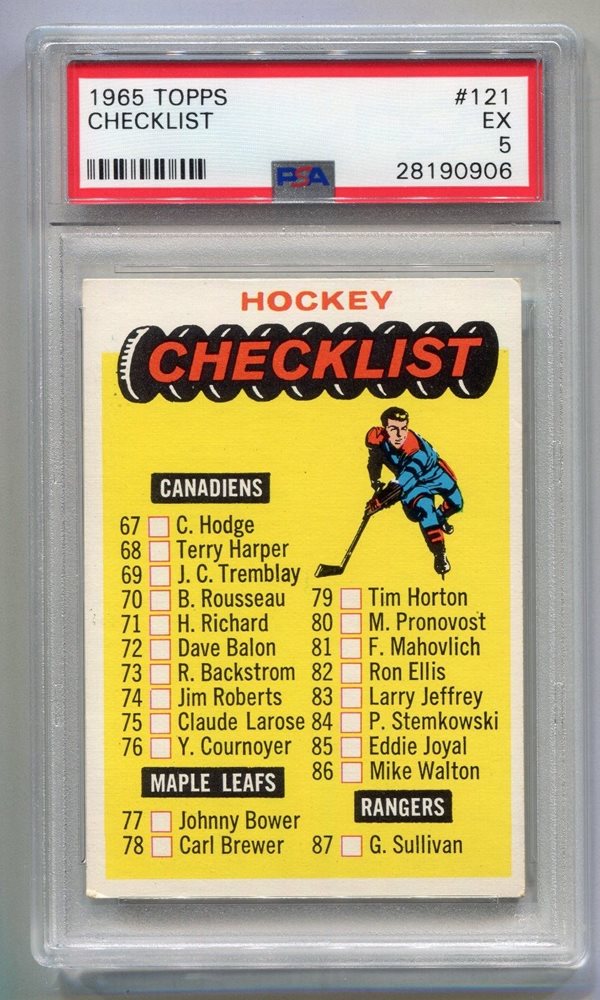 1965 TOPPS #121
CHECKLIST EX
5
28190906
PSA
HOCKEY
CHECKLIST
CANADIENS
67 C. Hodge
68 Terry Harper
69 J. C. Tremblay
70 B. Rousseau
71 H. Richard
72 Dave Balon
73 R. Backstrom
74 Jim Roberts
75 Claude Larose
76 Y. Cournoyer
MAPLE LEAFS
77 Johnny Bower
78 Carl Brewer
79 Tim Horton
80 M. Pronovost
81 F. Mahovlich
82 Ron Ellis
83 Larry Jeffrey
84 P. Stemkowski
85 Eddie Joyal
86 Mike Walton
RANGERS
87 G. Sullivan